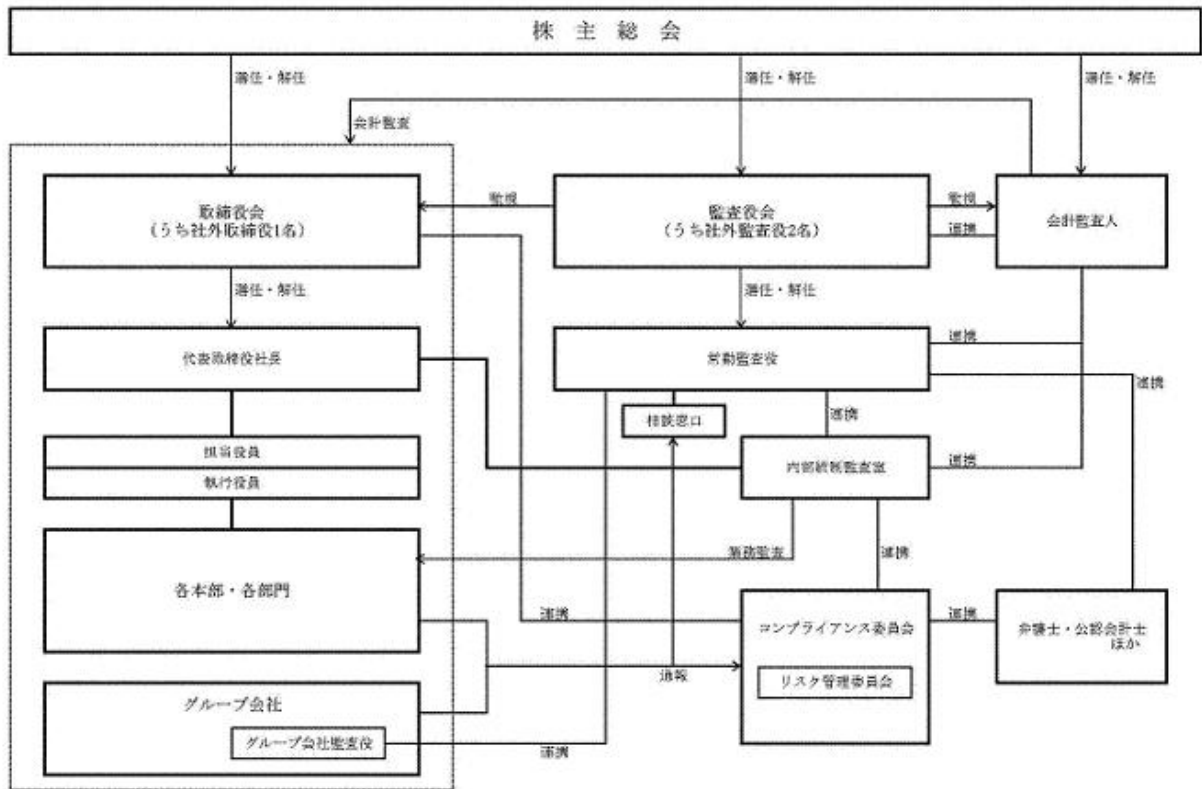 株主総会
選任・解任
選任・解任
選任・解任
会計監査
取締役会
(うち社外取締役1名)
監視
監査役会
(うち社外監査役2名)
監視
連携
会計監査人
選任・解任
選任・解任
代表取締役社長
常勤監査役
連携
連携
相談窓口
連携
担当役員
執行役員
内部統制監査室
連携
業務監査
連携
各本部・各部門
連携
コンプライアンス委員会
連携
弁護士・公認会計士
ほか
通報
リスク管理委員会
グループ会社
グループ会社監査役
連携